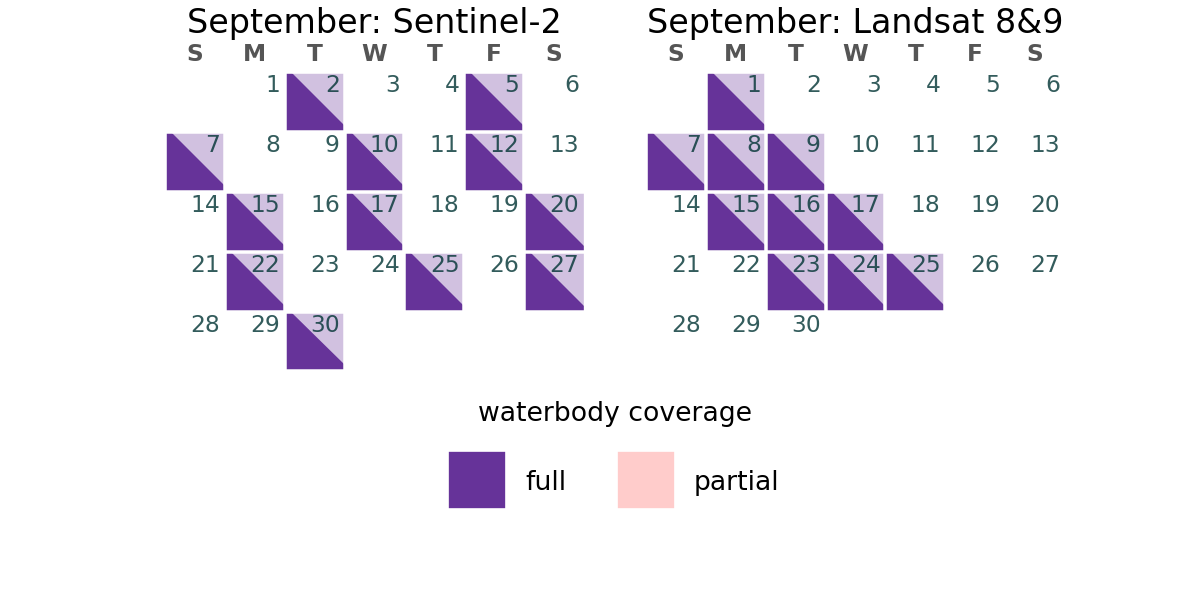 September: Sentinel-2
S M T W T F S
1 2 3 4 5 6
7 8 9 10 11 12 13
14 15 16 17 18 19 20
21 22 23 24 25 26 27
28 29 30
September: Landsat 8&9
S M T W T F S
1 2 3 4 5 6
7 8 9 10 11 12 13
14 15 16 17 18 19 20
21 22 23 24 25 26 27
28 29 30
waterbody coverage
full partial